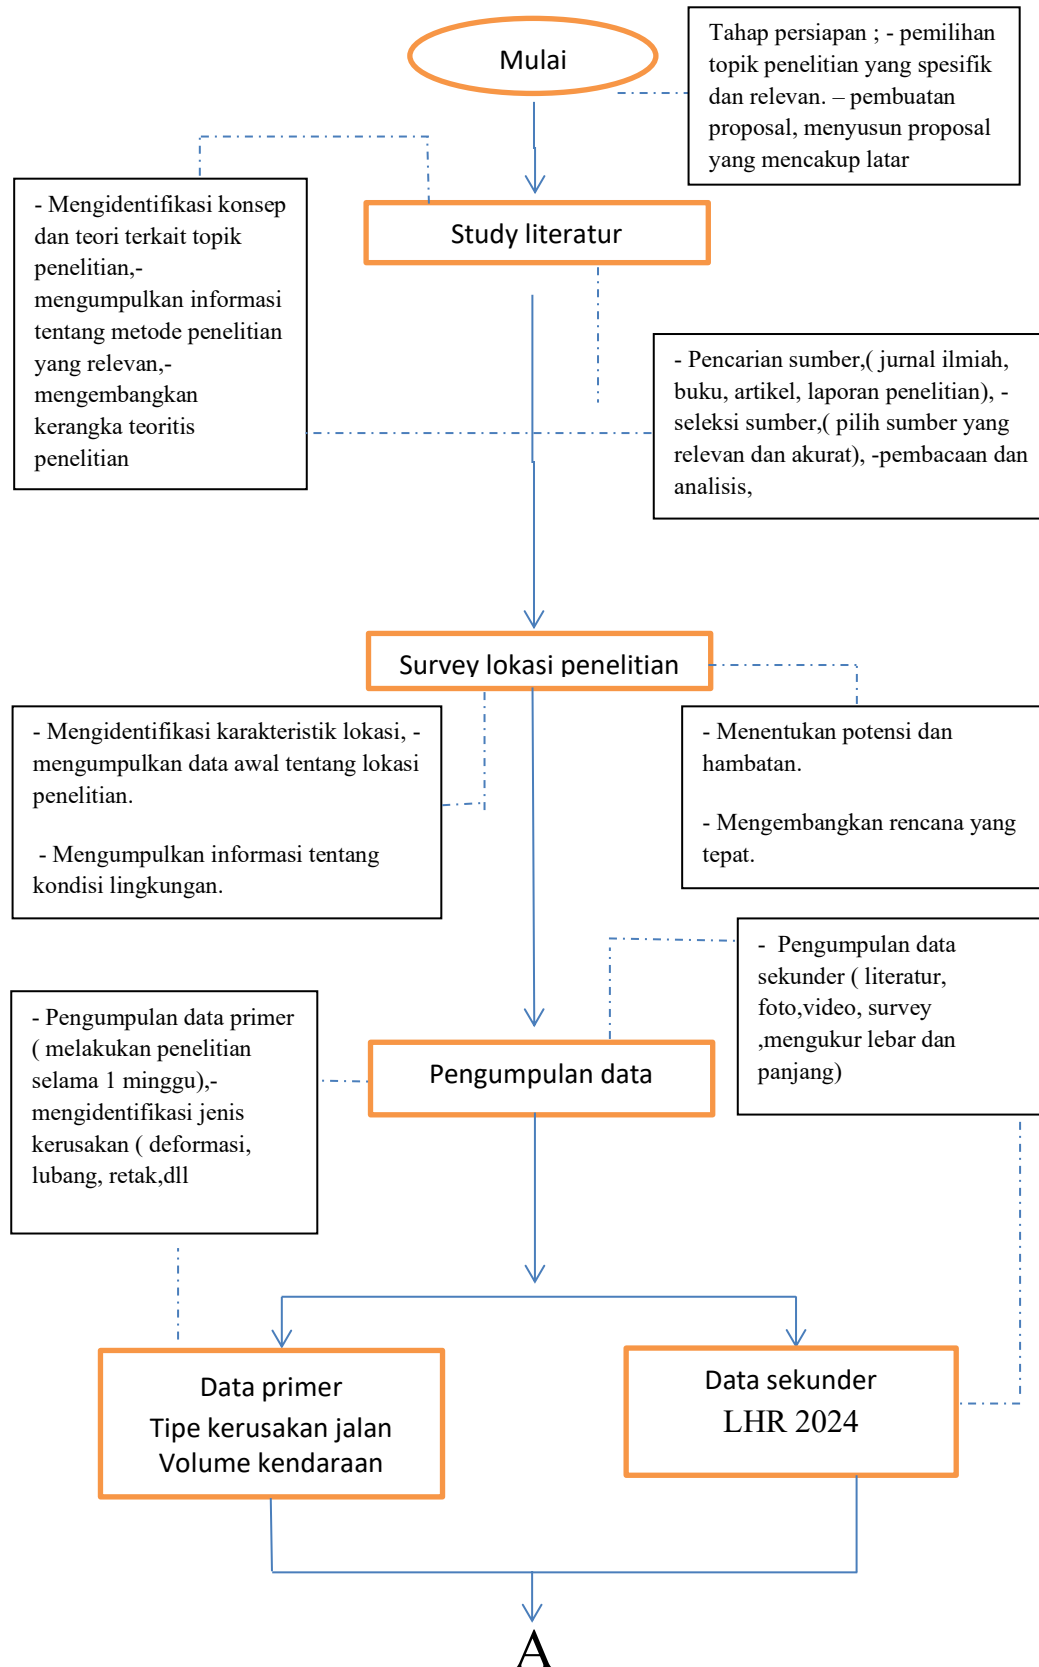 Mulai
Tahap persiapan ; - pemilihan
topik penelitian yang spesifik
dan relevan. – pembuatan
proposal, menyusun proposal
yang mencakup latar
- Mengidentifikasi konsep
dan teori terkait topik
penelitian,-
mengumpulkan informasi
tentang metode penelitian
yang relevan,-
mengembangkan
kerangka teoritis
penelitian
Study literatur
- Pencarian sumber,( jurnal ilmiah,
buku, artikel, laporan penelitian), -
seleksi sumber,( pilih sumber yang
relevan dan akurat), -pembacaan dan
analisis,
Survey lokasi penelitian
- Mengidentifikasi karakteristik lokasi, -
mengumpulkan data awal tentang lokasi
penelitian.
- Mengumpulkan informasi tentang
kondisi lingkungan.
- Menentukan potensi dan
hambatan.
- Mengembangkan rencana yang
tepat.
- Pengumpulan data
sekunder ( literatur,
foto,video, survey
,mengukur lebar dan
panjang)
- Pengumpulan data primer
( melakukan penelitian
selama 1 minggu),-
mengidentifikasi jenis
kerusakan ( deformasi,
lubang, retak,dll
Pengumpulan data
Data primer
Tipe kerusakan jalan
Volume kendaraan
Data sekunder
LHR 2024
A